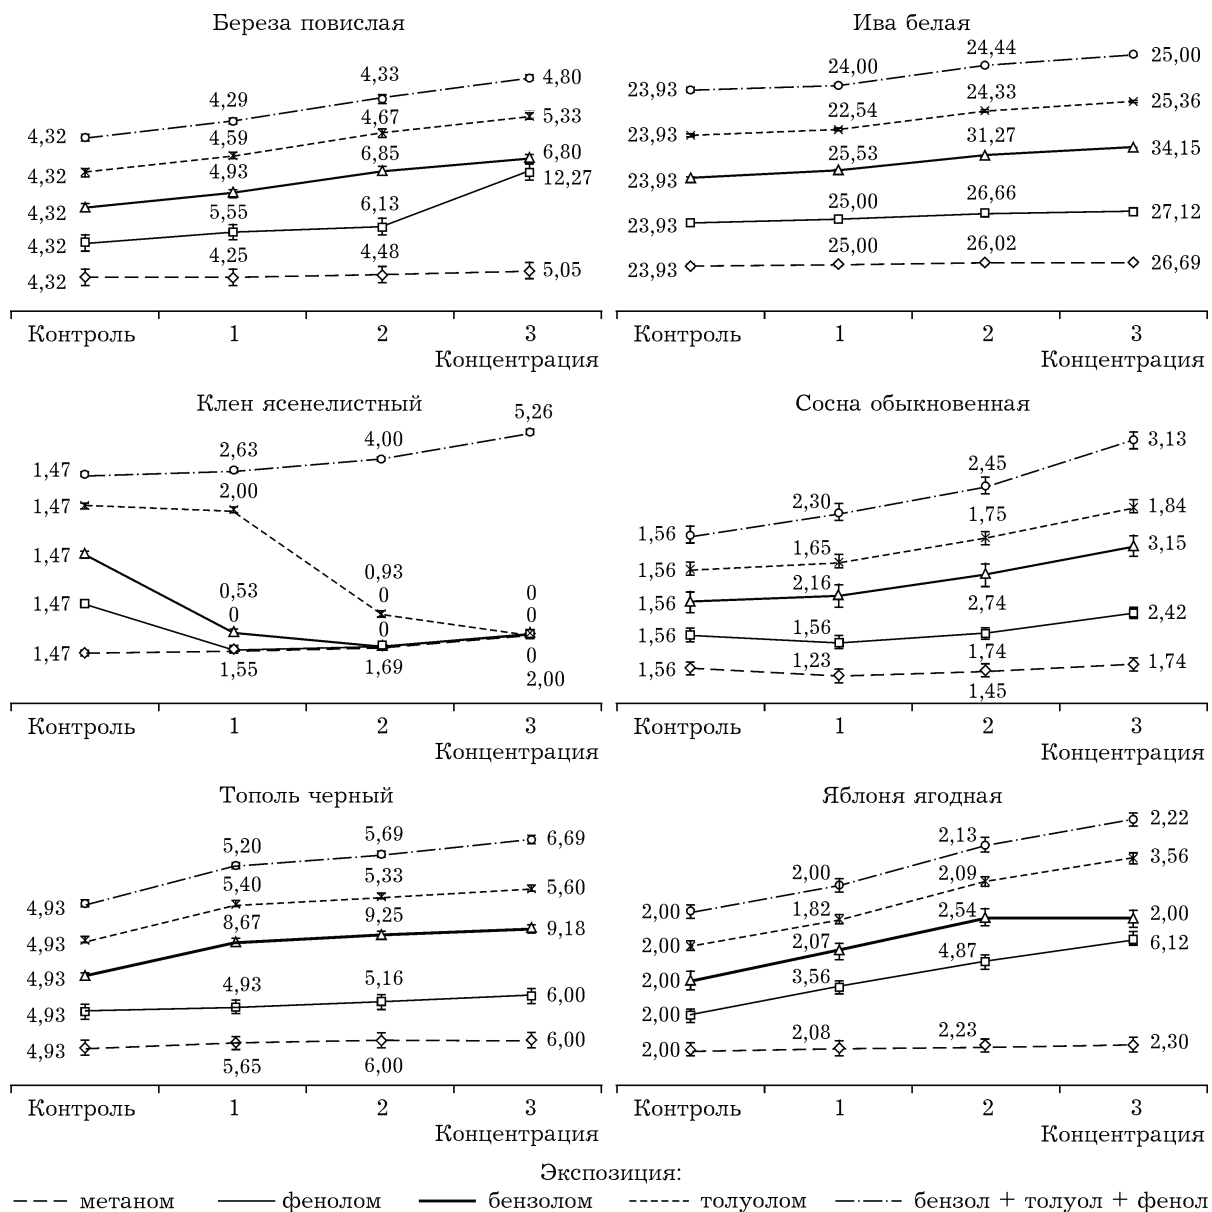 Береза повислая
4,32 4,29 4,33 4,80
4,32 4,59 4,67 5,33
4,32 4,93 6,85 6,80
4,32 5,55 6,13 12,27
4,32 4,25 4,48 5,05
Контроль 1 2 3
Концентрация
Ива белая
23,93 24,00 24,44 25,00
23,93 22,54 24,33 25,36
23,93 25,53 31,27 34,15
23,93 25,00 26,66 27,12
23,93 25,00 26,02 26,69
Контроль 1 2 3
Концентрация
Клен ясенелистный
1,47 2,63 4,00 5,26
1,47 2,00 0,93 0
1,47 0,53 0 0
1,47 0 0 0
1,47 1,55 1,69 2,00
Контроль 1 2 3
Концентрация
Сосна обыкновенная
1,56 2,30 2,45 3,13
1,56 1,65 1,75 1,84
1,56 2,16 2,74 3,15
1,56 1,56 1,74 2,42
1,56 1,23 1,45 1,74
Контроль 1 2 3
Концентрация
Тополь черный
4,93 5,20 5,69 6,69
4,93 5,40 5,33 5,60
4,93 8,67 9,25 9,18
4,93 4,93 5,16 6,00
4,93 5,65 6,00 6,00
Контроль 1 2 3
Концентрация
Яблоня ягодная
2,00 2,00 2,13 2,22
2,00 1,82 2,09 3,56
2,00 2,07 2,54 2,00
2,00 3,56 4,87 6,12
2,00 2,08 2,23 2,30
Контроль 1 2 3
Концентрация
Экспозиция:
метаном фенолом бензолом толуолом бензол + толуол + фенол